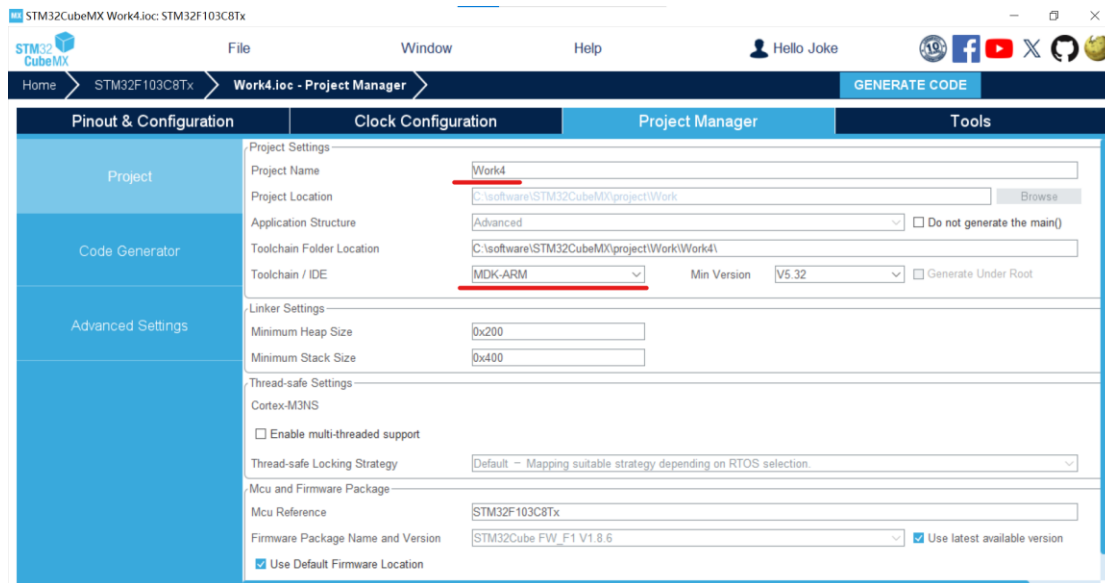 MX STM32CubeMX Work4.ioc: STM32F103C8Tx
STM32 CubeMX
File Window Help Hello Joke
19
Home STM32F103C8Tx Work4.ioc - Project Manager GENERATE CODE
Pinout & Configuration Clock Configuration Project Manager Tools
Project
Code Generator
Advanced Settings
Project Settings
Project Name Work4
Project Location C:\software\STM32CubeMX\project\Work Browse
Application Structure Advanced Do not generate the main()
Toolchain Folder Location C:\software\STM32CubeMX\project\Work\Work4\
Toolchain / IDE MDK-ARM Min Version V5.32 Generate Under Root
Linker Settings
Minimum Heap Size 0x200
Minimum Stack Size 0x400
Thread-safe Settings
Cortex-M3NS
Enable multi-threaded support
Thread-safe Locking Strategy Default － Mapping suitable strategy depending on RTOS selection.
Mcu and Firmware Package
Mcu Reference STM32F103C8Tx
Firmware Package Name and Version STM32Cube FW_F1 V1.8.6 Use latest available version
Use Default Firmware Location